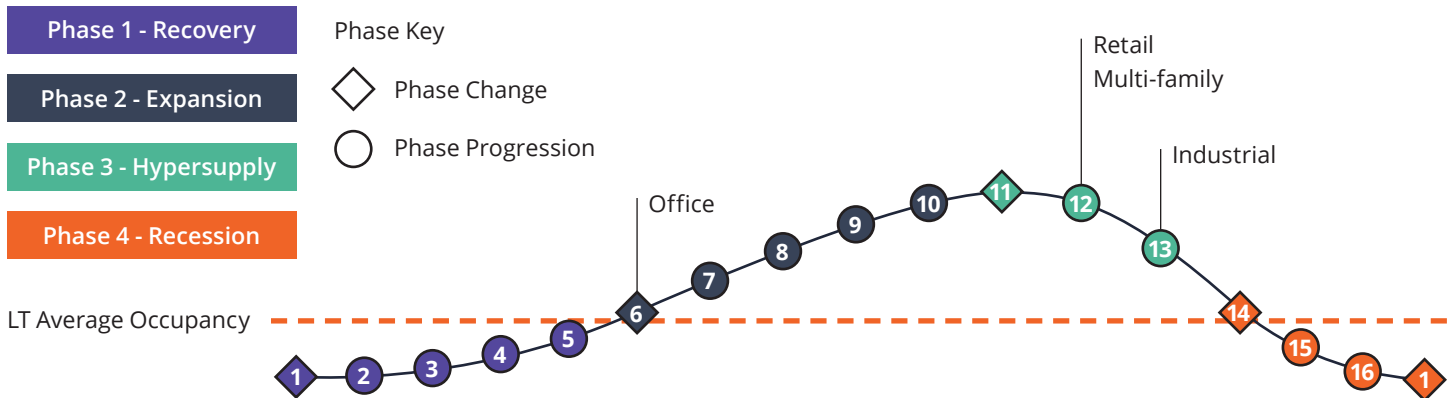 Phase 1 - Recovery
Phase 2 - Expansion
Phase 3 - Hypersupply
Phase 4 - Recession
Phase Key
Phase Change
Phase Progression
Retail
Multi-family
Industrial
Office
LT Average Occupancy
1
2
3
4
5
6
7
8
9
10
11
12
13
14
15
16
1